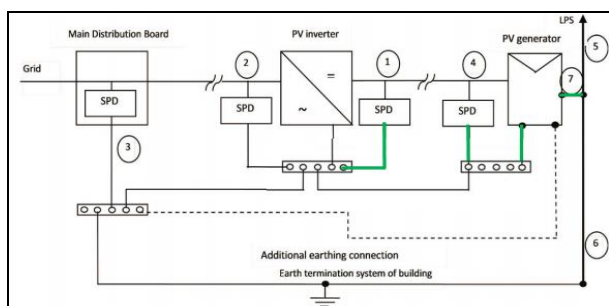 LPS
Main Distribution Board
PV inverter
PV generator
5
Grid
2
1
4
7
=
SPD
SPD
SPD
SPD
~
3
6
Additional earthing connection
Earth termination system of building